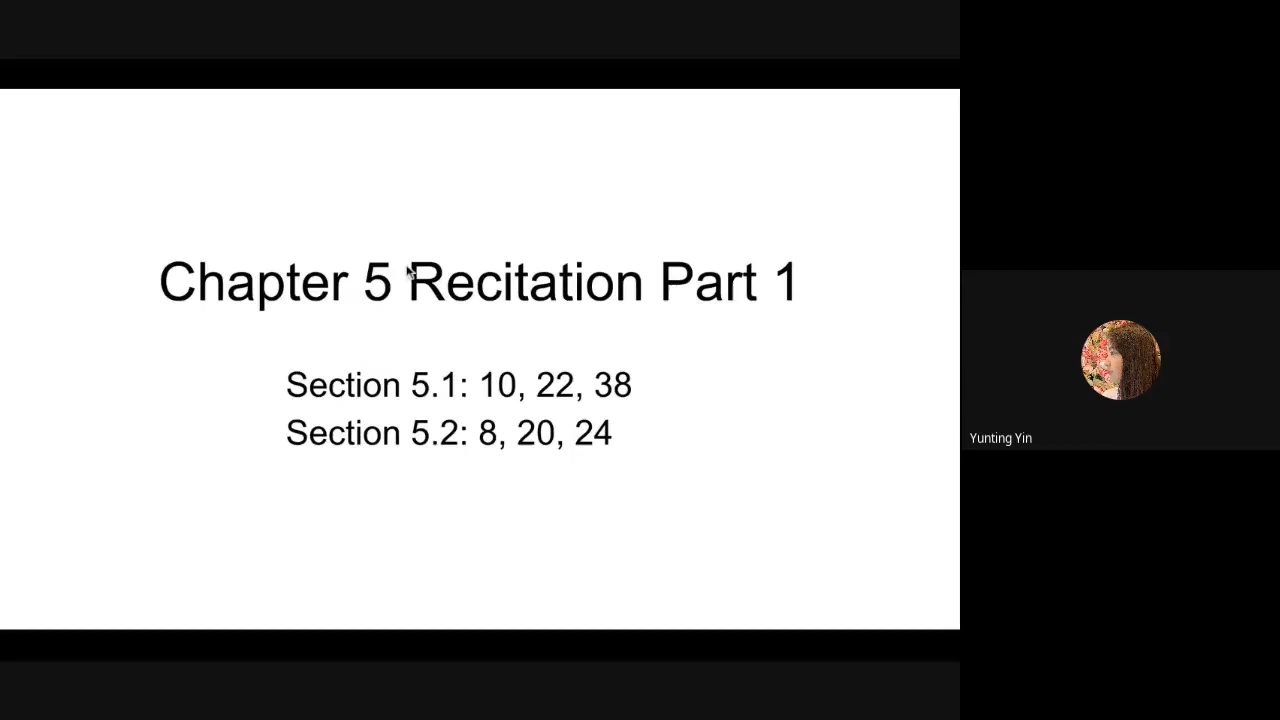 Chapter 5 Recitation Part 1
Section 5.1: 10, 22, 38
Section 5.2: 8, 20, 24
Yunting Yin